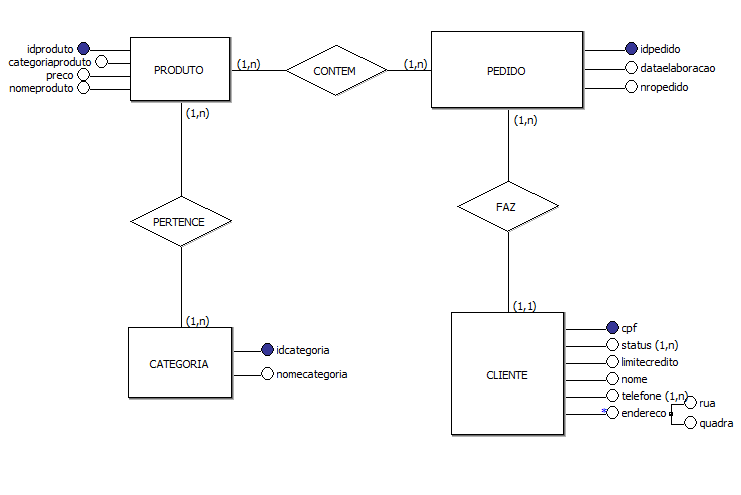 idproduto
categoriaproduto
preco
nomeproduto
PRODUTO
(1,n)
CONTEM
(1,n)
PEDIDO
idpedido
dataelaboracao
nropedido
(1,n)
(1,n)
PERTENCE
FAZ
(1,n)
(1,1)
CATEGORIA
idcategoria
nomecategoria
CLIENTE
cpf
status (1,n)
limitecredito
nome
telefone (1,n)
* endereco
rua
quadra